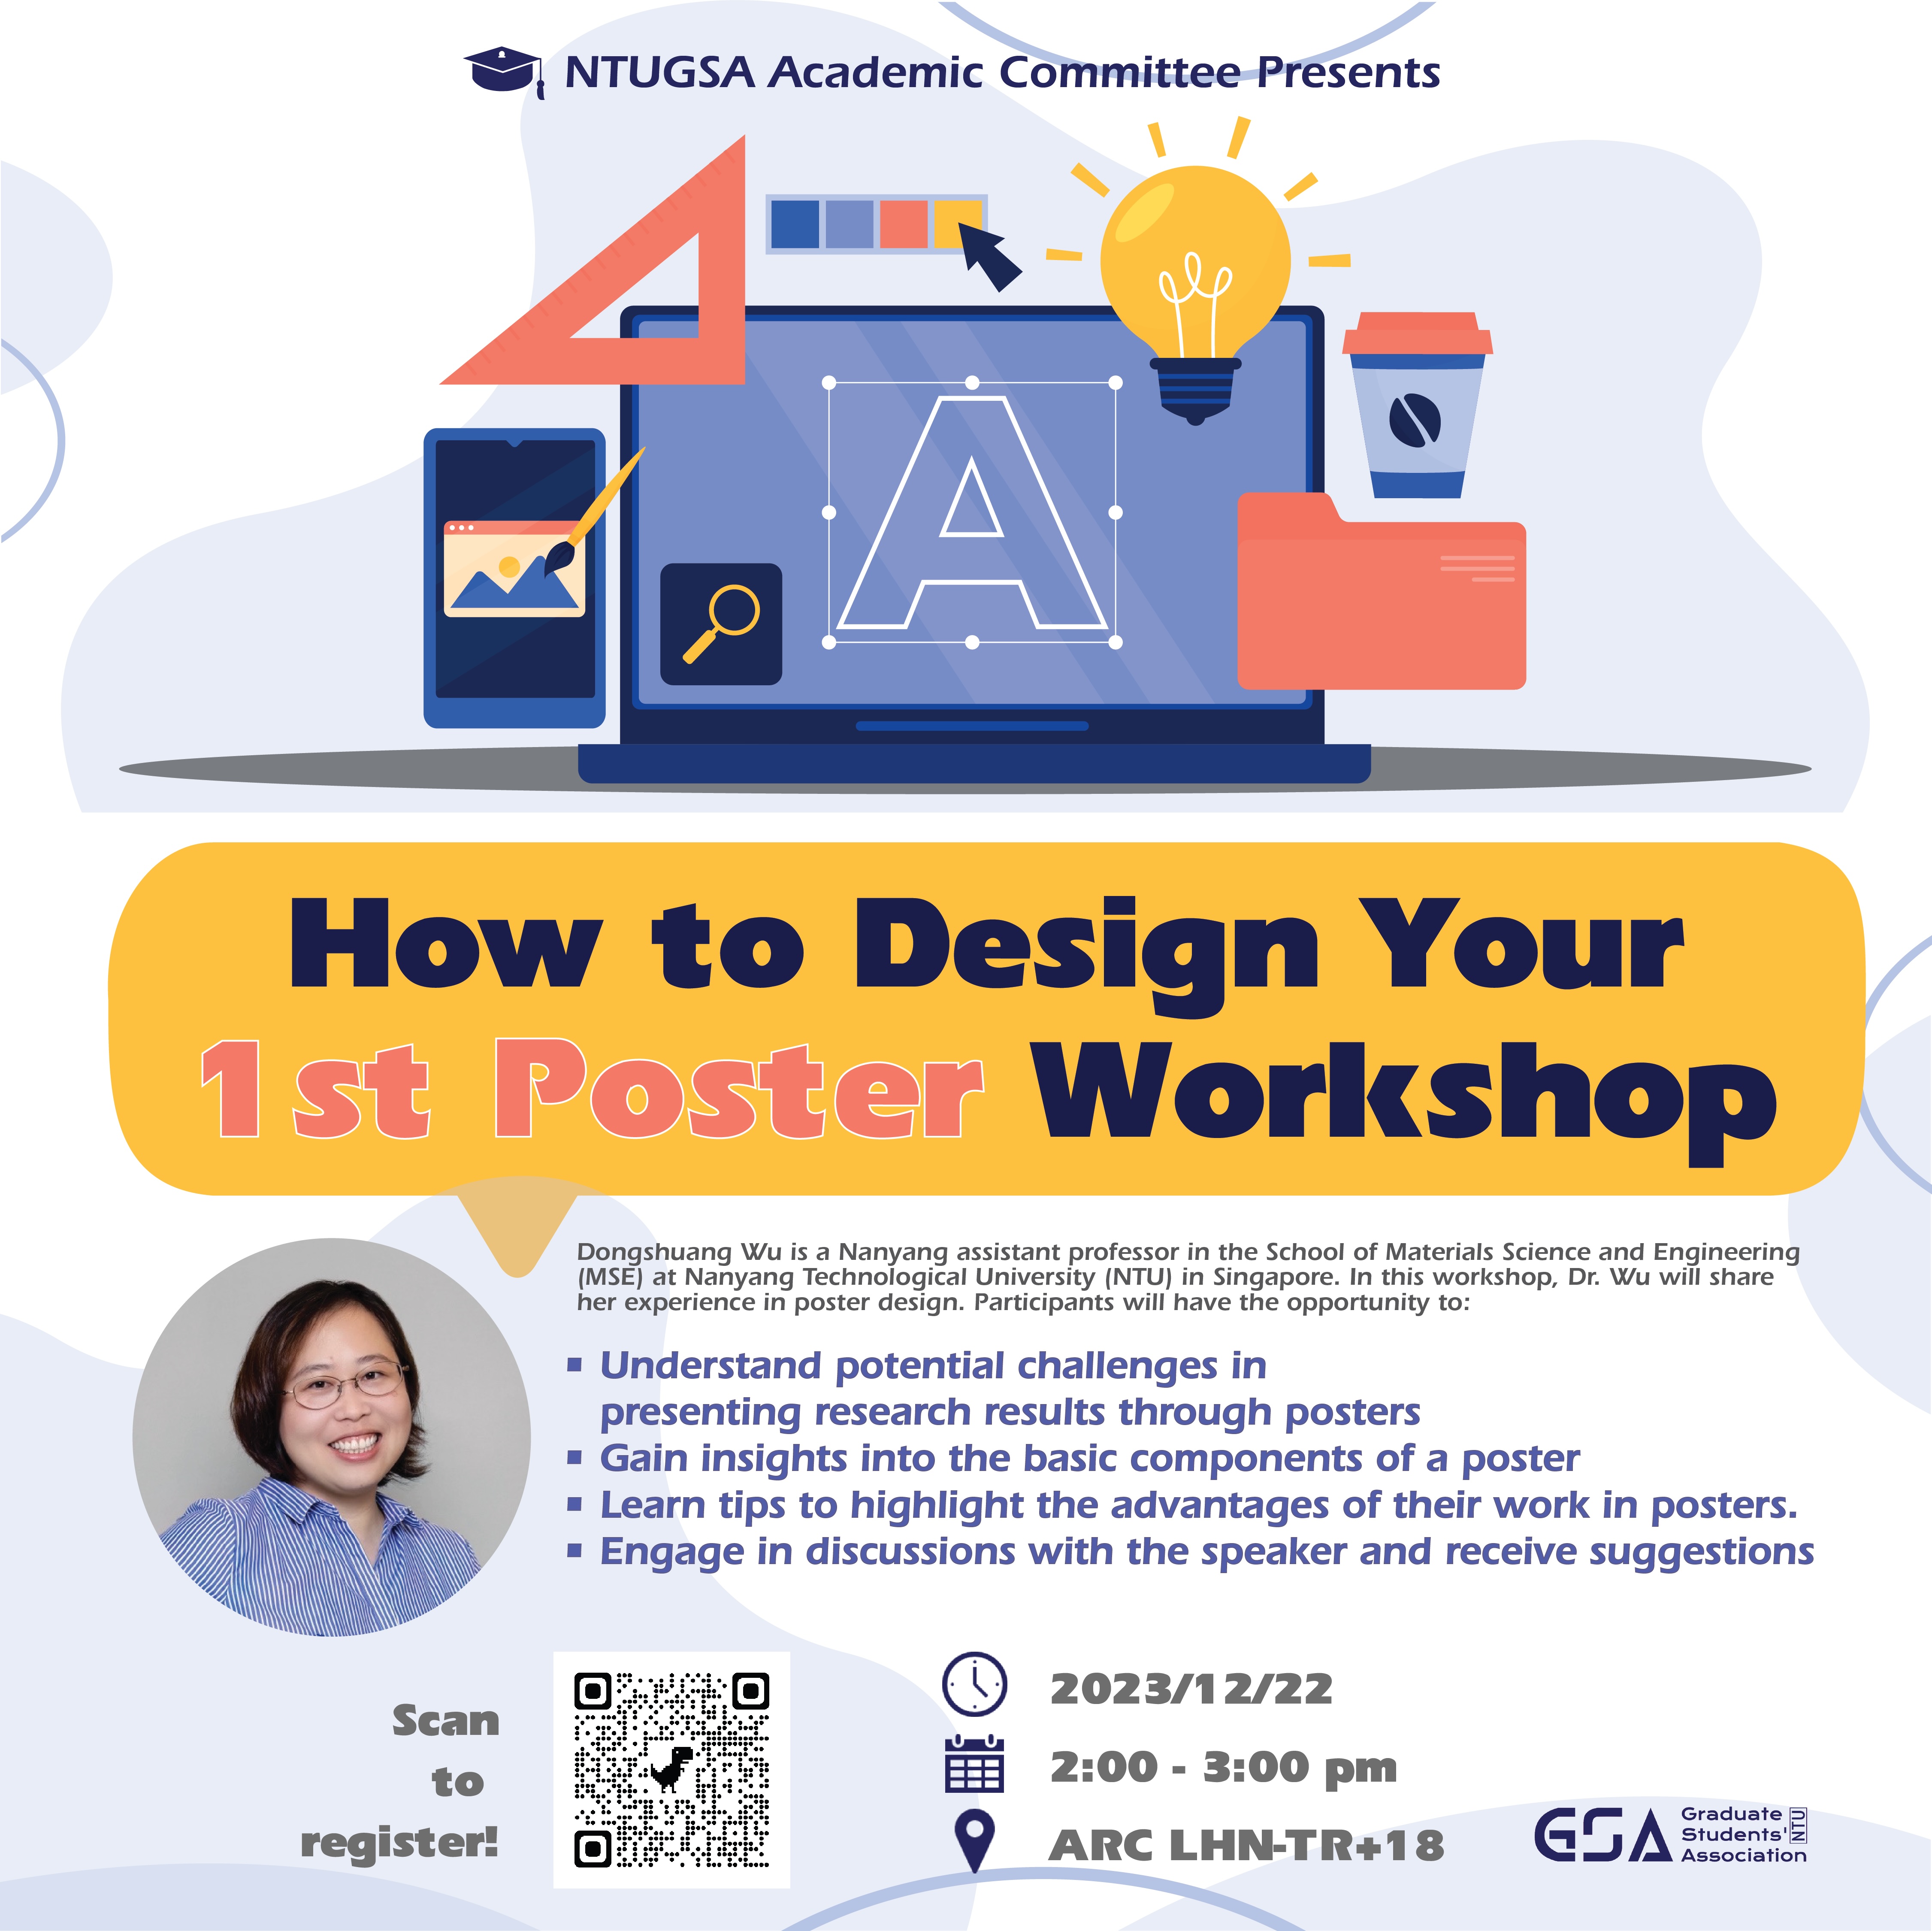 NTUGSA Academic Committee Presents
A
How to Design Your
1st Poster Workshop
Dongshuang Wu is a Nanyang assistant professor in the School of Materials Science and Engineering
(MSE) at Nanyang Technological University (NTU) in Singapore. In this workshop, Dr. Wu will share
her experience in poster design. Participants will have the opportunity to:
▪ Understand potential challenges in
presenting research results through posters
▪ Gain insights into the basic components of a poster
▪ Learn tips to highlight the advantages of their work in posters.
▪ Engage in discussions with the speaker and receive suggestions
Scan
to
register!
2023/12/22
2:00 - 3:00 pm
ARC LHN-TR+18
GSA
Graduate
Students'
Association
NTU